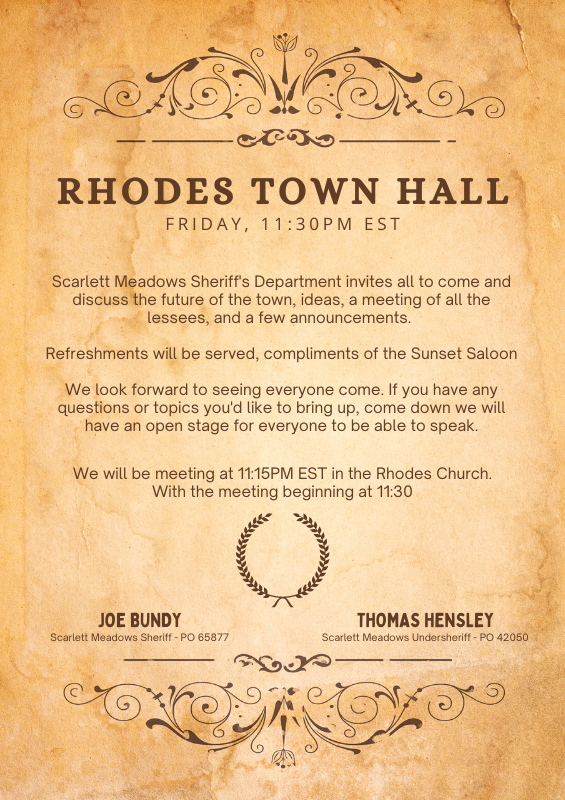 RHODES TOWN HALL
FRIDAY, 11:30PM EST
Scarlett Meadows Sheriff's Department invites all to come and
discuss the future of the town, ideas, a meeting of all the
lessees, and a few announcements.
Refreshments will be served, compliments of the Sunset Saloon
We look forward to seeing everyone come. If you have any
questions or topics you'd like to bring up, come down we will
have an open stage for everyone to be able to speak.
We will be meeting at 11:15PM EST in the Rhodes Church.
With the meeting beginning at 11:30
JOE BUNDY
Scarlett Meadows Sheriff - PO 65877
THOMAS HENSLEY
Scarlett Meadows Undersheriff - PO 42050